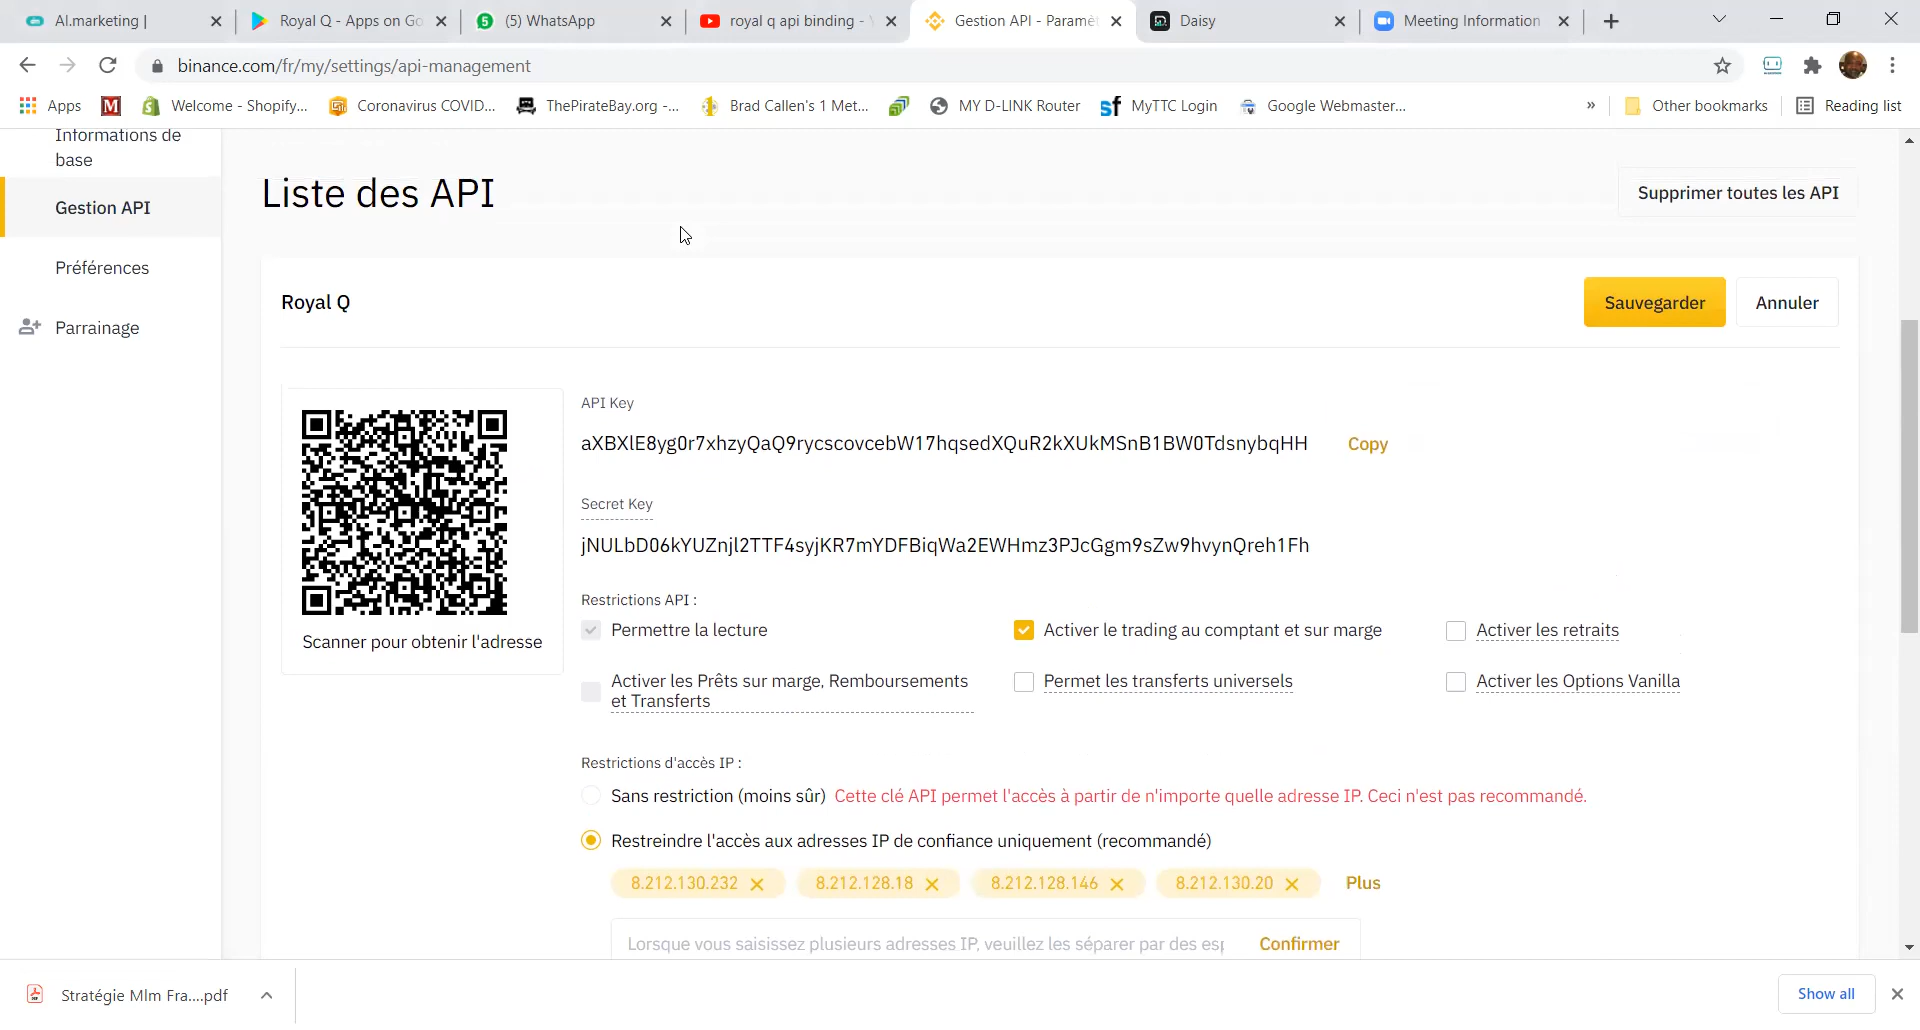 AI.marketing |
Royal Q - Apps on Go
(5) WhatsApp
royal q api binding -
Gestion API - Paramè
Daisy
Meeting Information
binance.com/fr/my/settings/api-management
Apps
Welcome - Shopify...
Coronavirus COVID...
ThePirateBay.org -...
Brad Callen's 1 Met...
MY D-LINK Router
MyTTC Login
Google Webmaster...
»
Other bookmarks
Reading list
Informations de
base
Gestion API
Préférences
Parrainage
Liste des API
Supprimer toutes les API
Royal Q
Sauvegarder
Annuler
Scanner pour obtenir l'adresse
API Key
aXBXlE8yg0r7xhzyQaQ9rycscovcebW17hqsedXQuR2kXUkMSnB1BW0TdsnybqHH
Copy
Secret Key
jNULbD06kYUZnjl2TTF4syjKR7mYDFBiqWa2EWHmz3PJcGgm9sZw9hvynQreh1Fh
Restrictions API :
Permettre la lecture
Activer le trading au comptant et sur marge
Activer les retraits
Activer les Prêts sur marge, Remboursements
et Transferts
Permet les transferts universels
Activer les Options Vanilla
Restrictions d'accès IP :
Sans restriction (moins sûr) Cette clé API permet l'accès à partir de n'importe quelle adresse IP. Ceci n'est pas recommandé.
Restreindre l'accès aux adresses IP de confiance uniquement (recommandé)
8.212.130.232
8.212.128.18
8.212.128.146
8.212.130.20
Plus
Lorsque vous saisissez plusieurs adresses IP, veuillez les séparer par des esp
Confirmer
Stratégie Mlm Fra....pdf
Show all